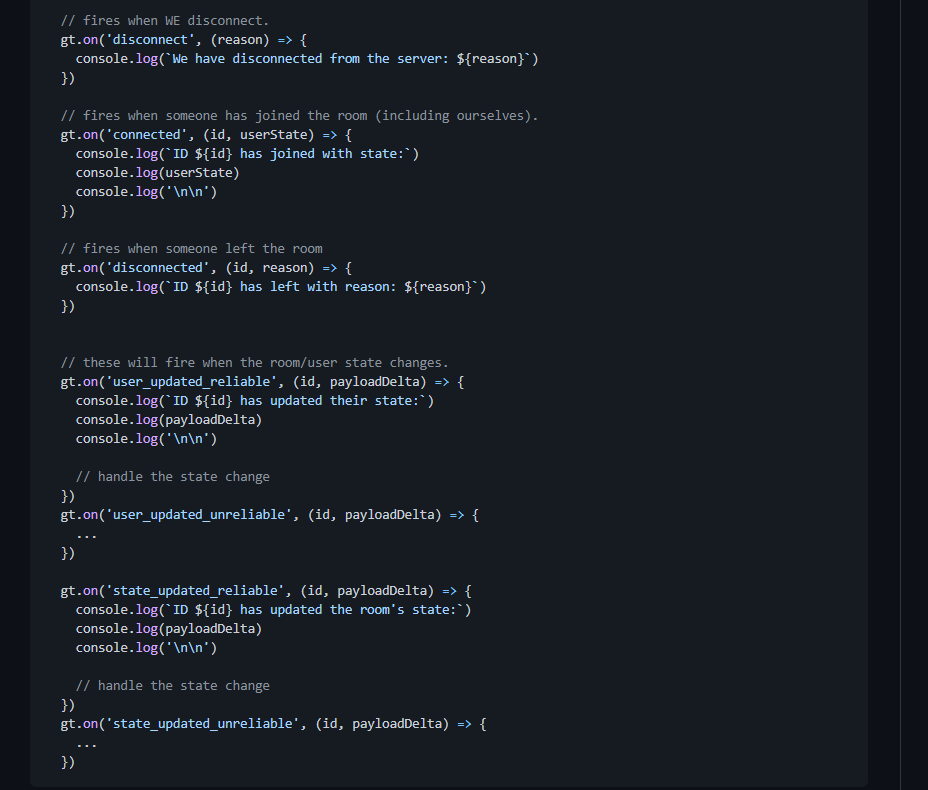 // fires when WE disconnect.
gt.on('disconnect', (reason) => {
  console.log(`We have disconnected from the server: ${reason}`)
})

// fires when someone has joined the room (including ourselves).
gt.on('connected', (id, userState) => {
  console.log(`ID ${id} has joined with state:`)
  console.log(userState)
  console.log('\n\n')
})

// fires when someone left the room
gt.on('disconnected', (id, reason) => {
  console.log(`ID ${id} has left with reason: ${reason}`)
})


// these will fire when the room/user state changes.
gt.on('user_updated_reliable', (id, payloadDelta) => {
  console.log(`ID ${id} has updated their state:`)
  console.log(payloadDelta)
  console.log('\n\n')

  // handle the state change
})
gt.on('user_updated_unreliable', (id, payloadDelta) => {
  ...
})

gt.on('state_updated_reliable', (id, payloadDelta) => {
  console.log(`ID ${id} has updated the room's state:`)
  console.log(payloadDelta)
  console.log('\n\n')

  // handle the state change
})
gt.on('state_updated_unreliable', (id, payloadDelta) => {
  ...
})